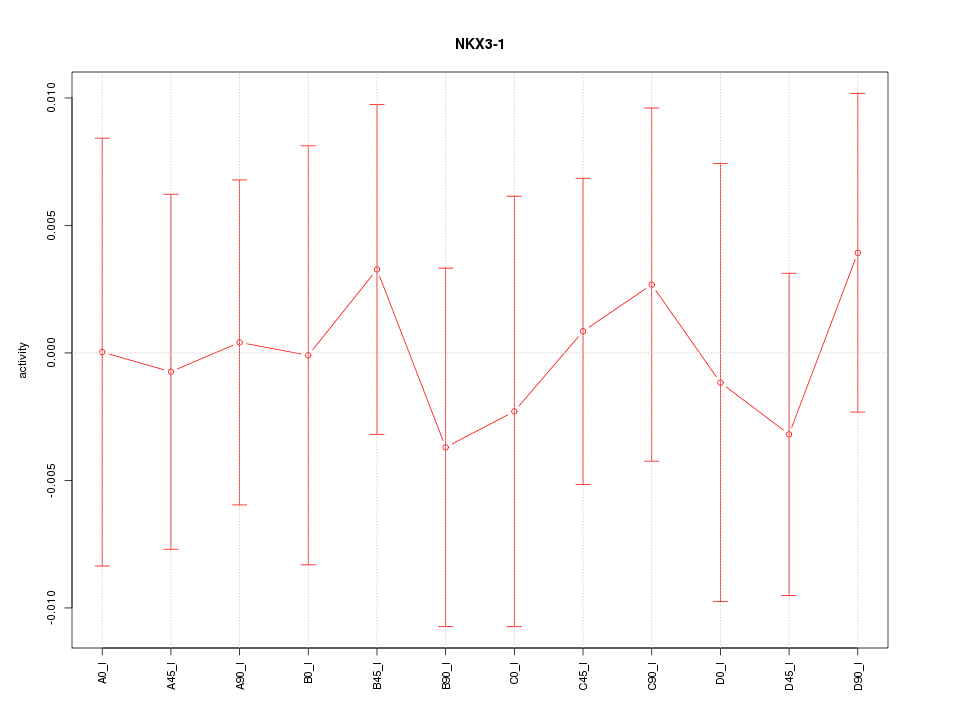 NKX3-1
activity
0.010
0.005
0.000
-0.005
-0.010
A0_I
A45_I
A90_I
B0_I
B45_I
B90_I
C0_I
C45_I
C90_I
D0_I
D45_I
D90_I